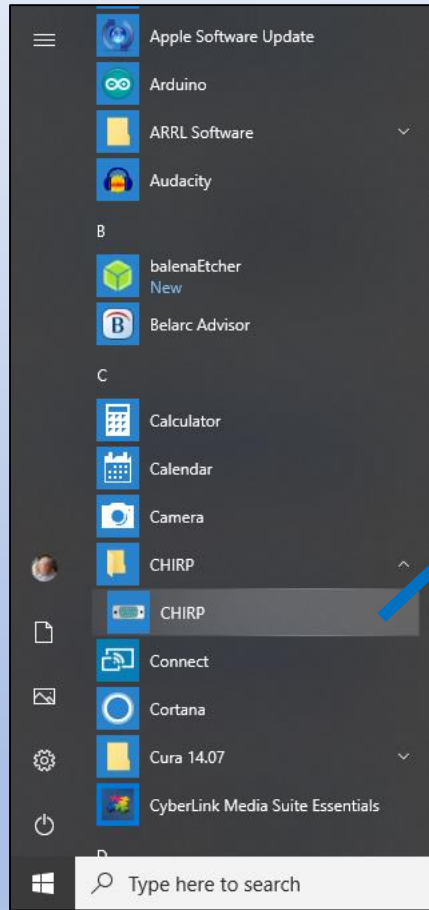 Apple Software Update
Arduino
ARRL Software
Audacity
B
balenaEtcher
New
Belarc Advisor
C
Calculator
Calendar
Camera
CHIRP
CHIRP
Connect
Cortana
Cura 14.07
CyberLink Media Suite Essentials
D
Type here to search